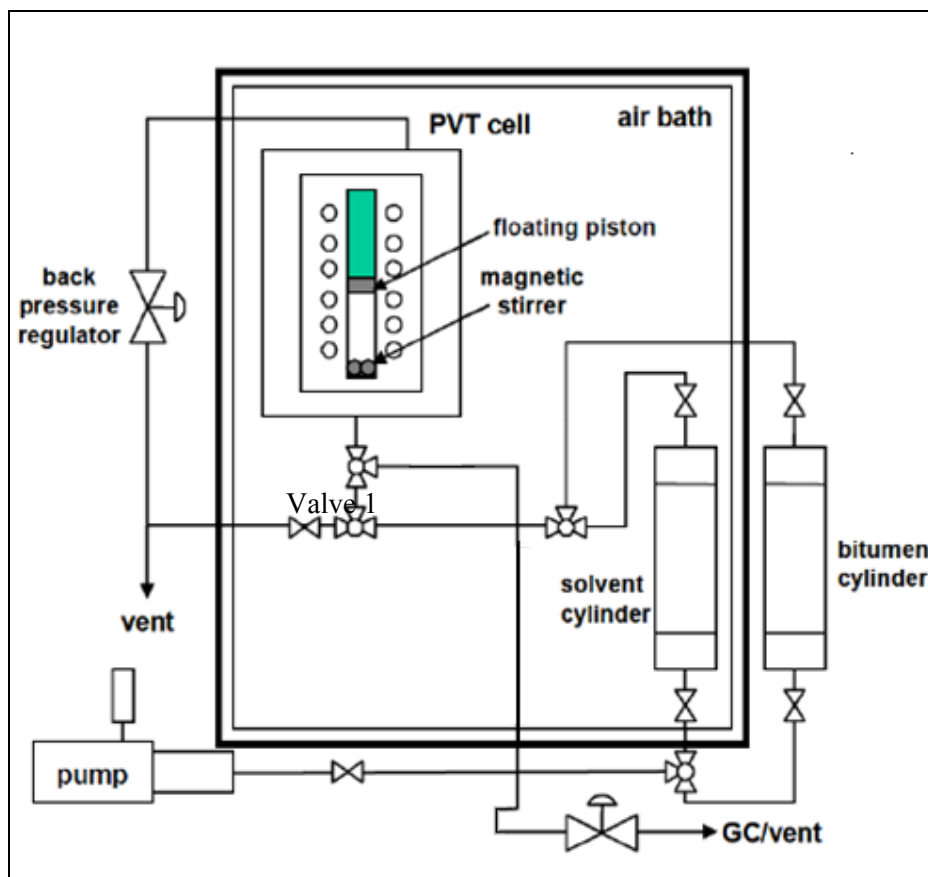 PVT cell
air bath
floating piston
magnetic
stirrer
back
pressure
regulator
Valve 1
bitumen
cylinder
solvent
cylinder
vent
pump
GC/vent